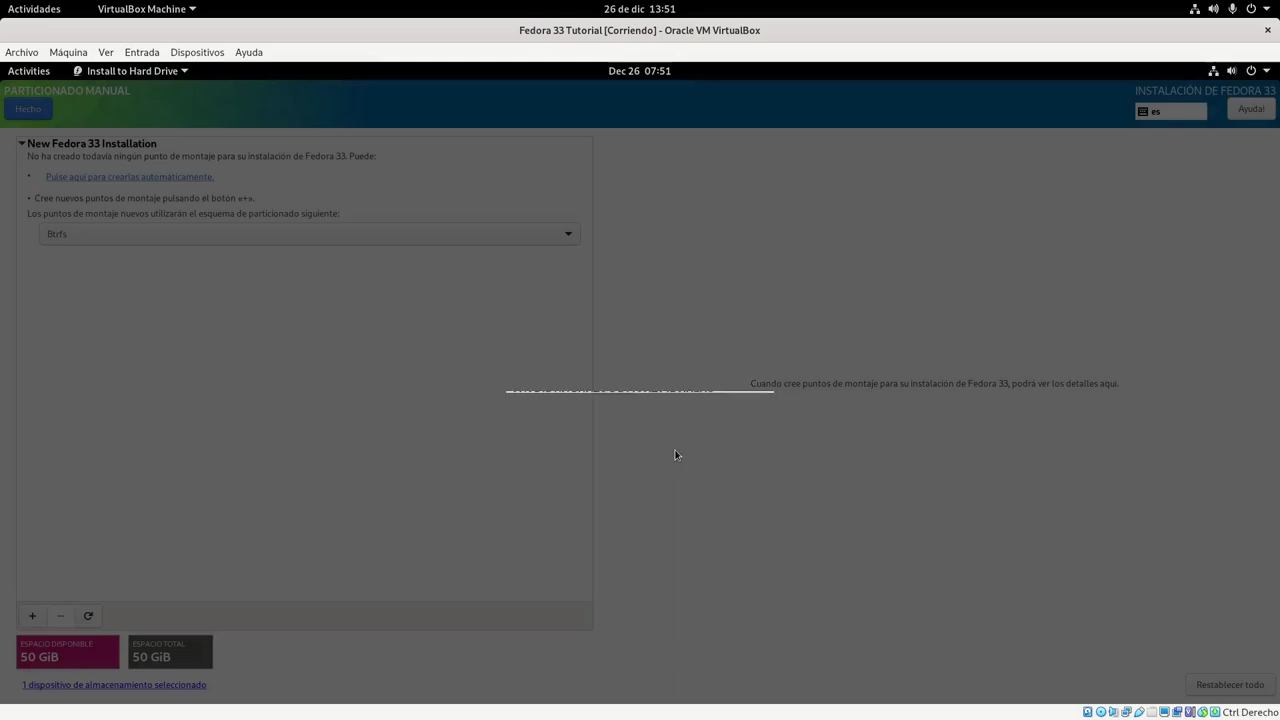 Actividades
VirtualBox Machine
26 de dic 13:51
Fedora 33 Tutorial [Corriendo] - Oracle VM VirtualBox
×
Archivo Máquina Ver Entrada Dispositivos Ayuda
Activities
Install to Hard Drive
Dec 26 07:51
PARTICIONADO MANUAL
INSTALACIÓN DE FEDORA 33
Hecho
es
Ayuda!
New Fedora 33 Installation
No ha creado todavía ningún punto de montaje para su instalación de Fedora 33. Puede:
• Pulse aquí para crearlas automáticamente.
• Cree nuevos puntos de montaje pulsando el botón «+».
Los puntos de montaje nuevos utilizarán el esquema de particionado siguiente:
Btrfs
Cuando cree puntos de montaje para su instalación de Fedora 33, podrá ver los detalles aquí.
+ −
ESPACIO DISPONIBLE
50 GiB
ESPACIO TOTAL
50 GiB
1 dispositivo de almacenamiento seleccionado
Restablecer todo
Ctrl Derecho